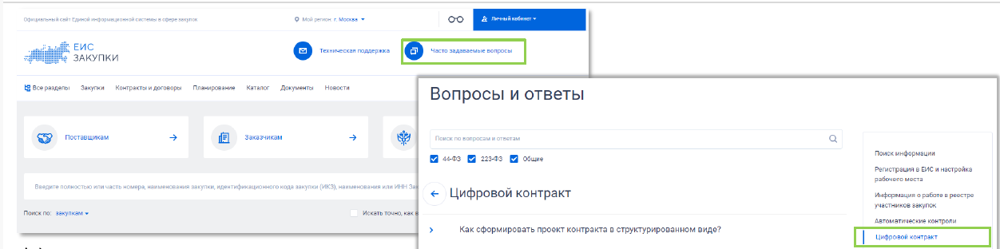 Официальный сайт Единой информационной системы в сфере закупок
Мой регион: г. Москва
Личный кабинет
ЕИС
ЗАКУПКИ
Техническая поддержка
Часто задаваемые вопросы
Все разделы Закупки Контракты и договоры Планирование Каталог Документы Новости
Поставщикам
Заказчикам
Введите полностью или часть номера, наименования закупки, идентификационного кода закупки (ИКЗ), наименования или ИНН
Поиск по: закупкам
Искать точно, как
Вопросы и ответы
Поиск по вопросам и ответам
44-ФЗ 223-ФЗ Общие
Цифровой контракт
Как сформировать проект контракта в структурированном виде?
Поиск информации
Регистрация в ЕИС и настройка
рабочего места
Информация о работе в реестре
участников закупок
Автоматические контроли
Цифровой контракт